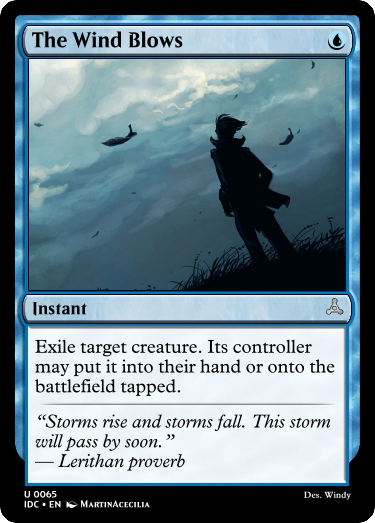 The Wind Blows
Instant
Exile target creature. Its controller
may put it into their hand or onto the
battlefield tapped.
“Storms rise and storms fall. This storm
will pass by soon.”
— Lerithan proverb
U 0065
Des. Windy
IDC • EN MartinAcecilia